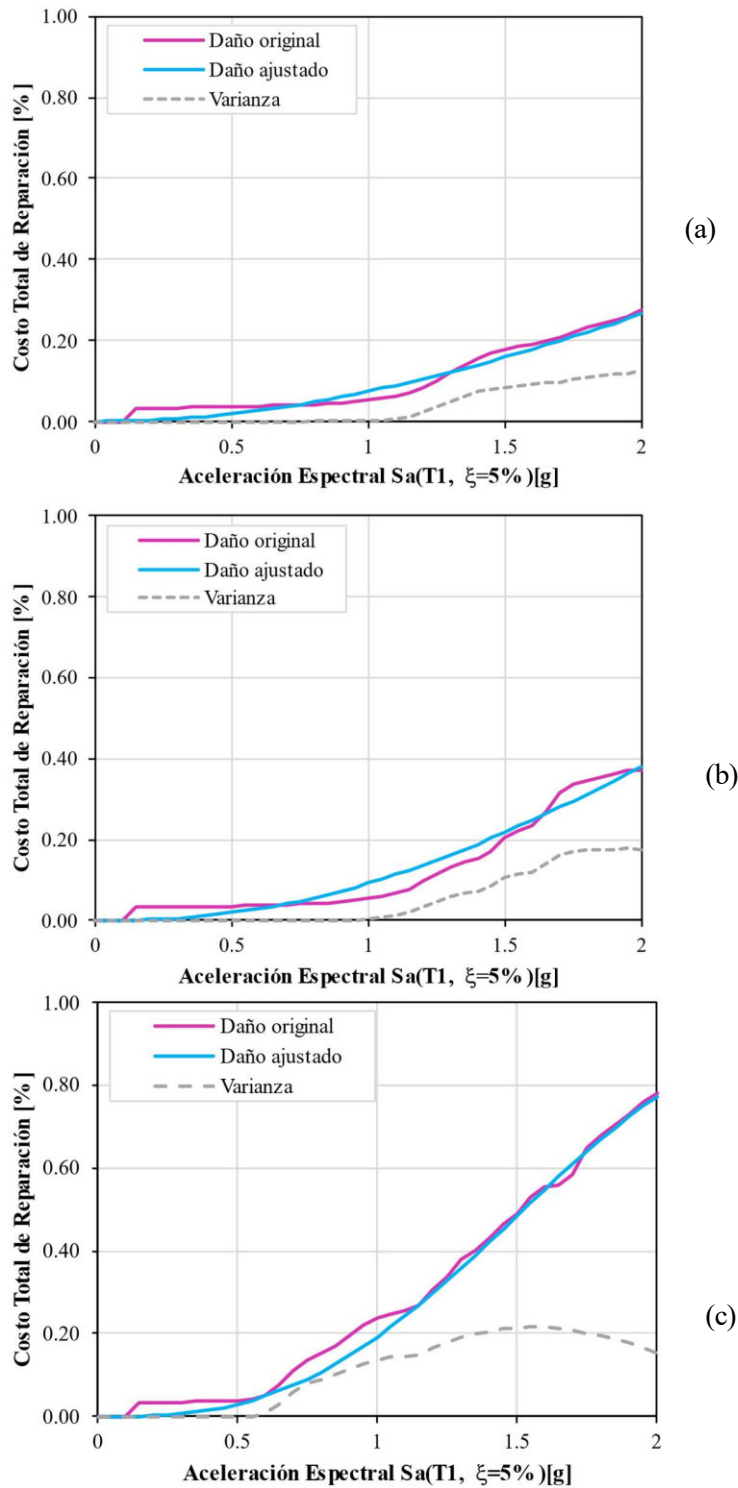 1.00
0.80
0.60
0.40
0.20
0.00
Costo Total de Reparación [%]
Daño original
Daño ajustado
Varianza
0 0.5 1 1.5 2
Aceleración Espectral Sa(T1, ξ=5%)[g]
(a)
1.00
0.80
0.60
0.40
0.20
0.00
Costo Total de Reparación [%]
Daño original
Daño ajustado
Varianza
0 0.5 1 1.5 2
Aceleración Espectral Sa(T1, ξ=5%)[g]
(b)
1.00
0.80
0.60
0.40
0.20
0.00
Costo Total de Reparación [%]
Daño original
Daño ajustado
Varianza
0 0.5 1 1.5 2
Aceleración Espectral Sa(T1, ξ=5%)[g]
(c)